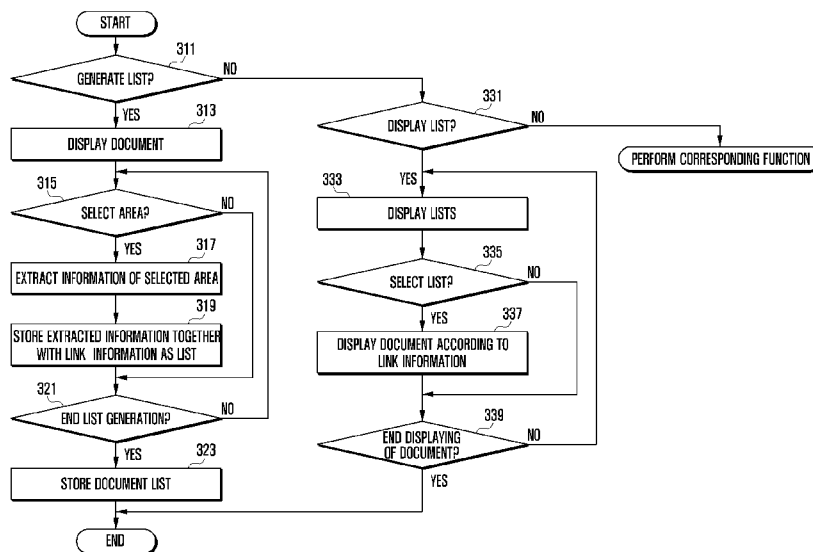 START
311
GENERATE LIST?
NO
YES
313
DISPLAY DOCUMENT
315
SELECT AREA?
NO
YES
317
EXTRACT INFORMATION OF SELECTED AREA
319
STORE EXTRACTED INFORMATION TOGETHER
WITH LINK INFORMATION AS LIST
321
END LIST GENERATION?
NO
YES
323
STORE DOCUMENT LIST
END
331
DISPLAY LIST?
NO
PERFORM CORRESPONDING FUNCTION
YES
333
DISPLAY LISTS
335
SELECT LIST?
NO
YES
337
DISPLAY DOCUMENT ACCORDING TO
LINK INFORMATION
339
END DISPLAYING
OF DOCUMENT?
NO
YES